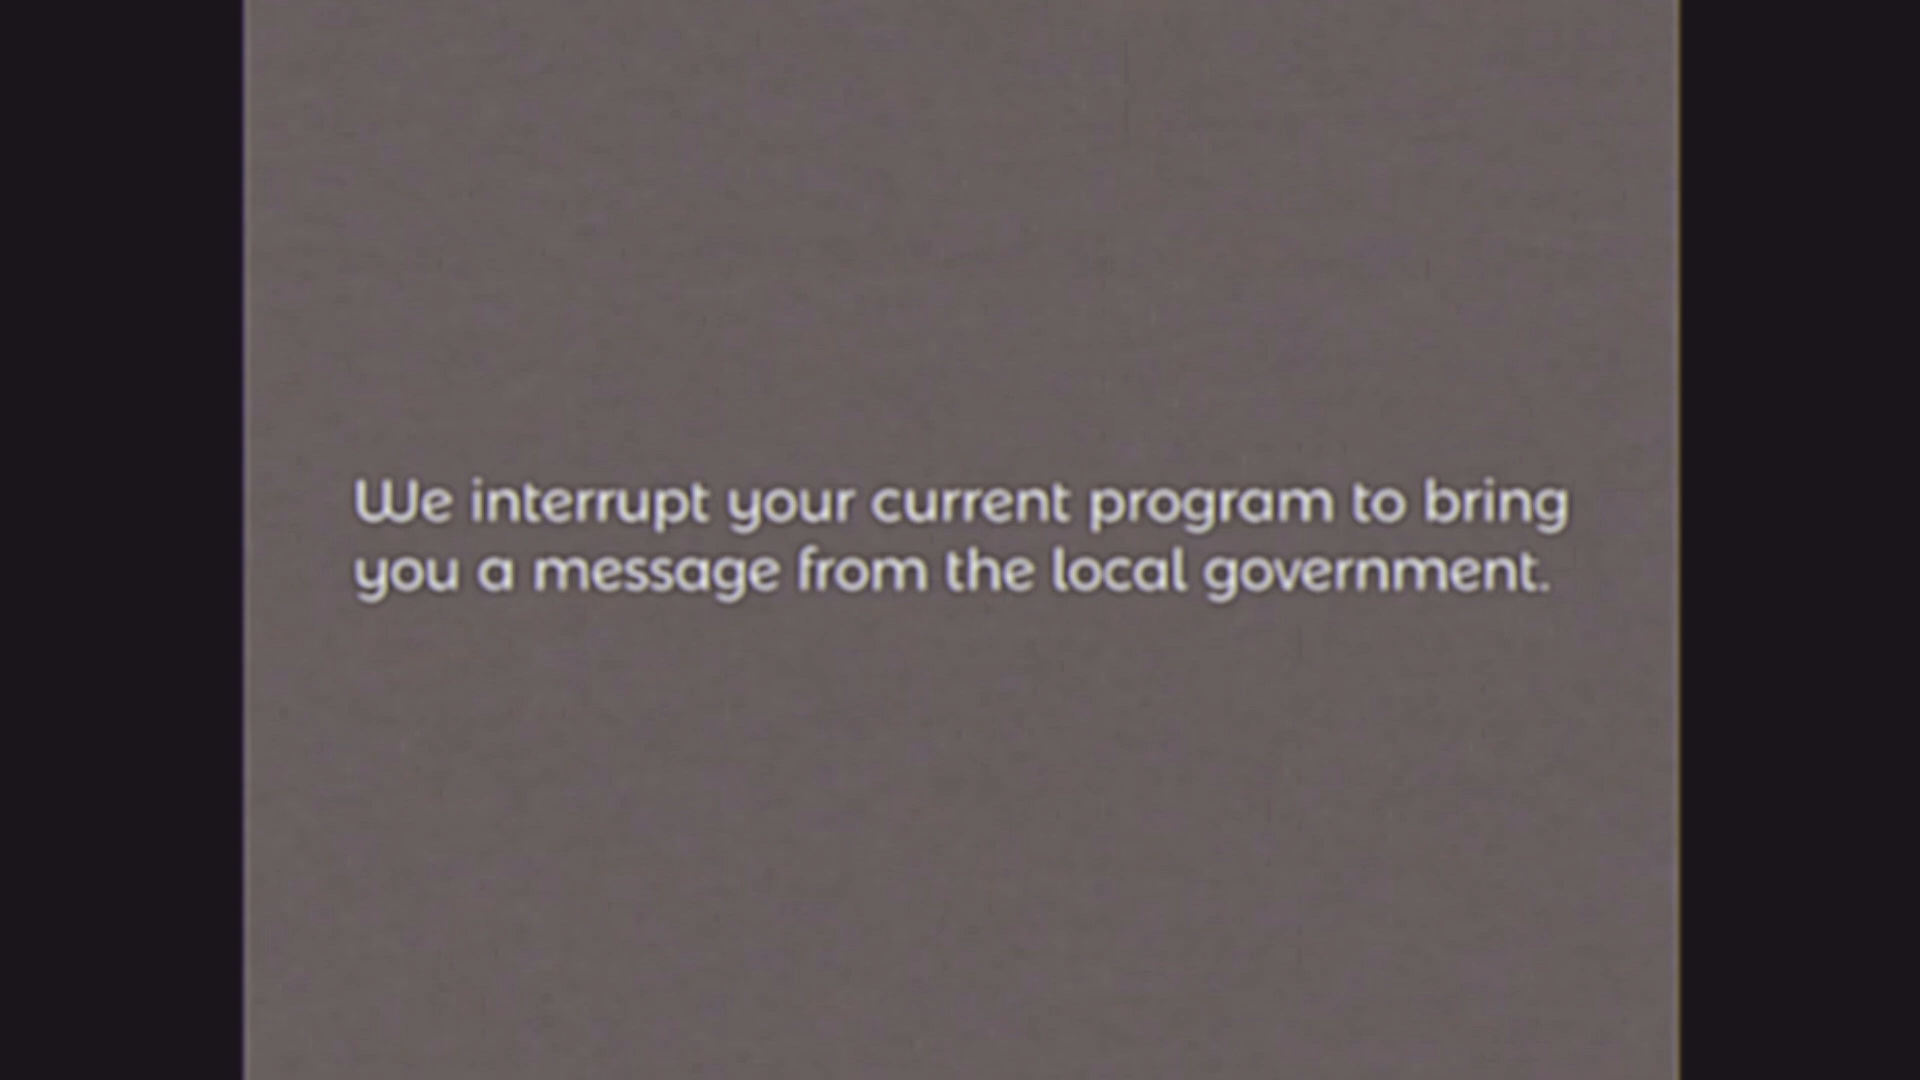 We interrupt your current program to bring
you a message from the local government.